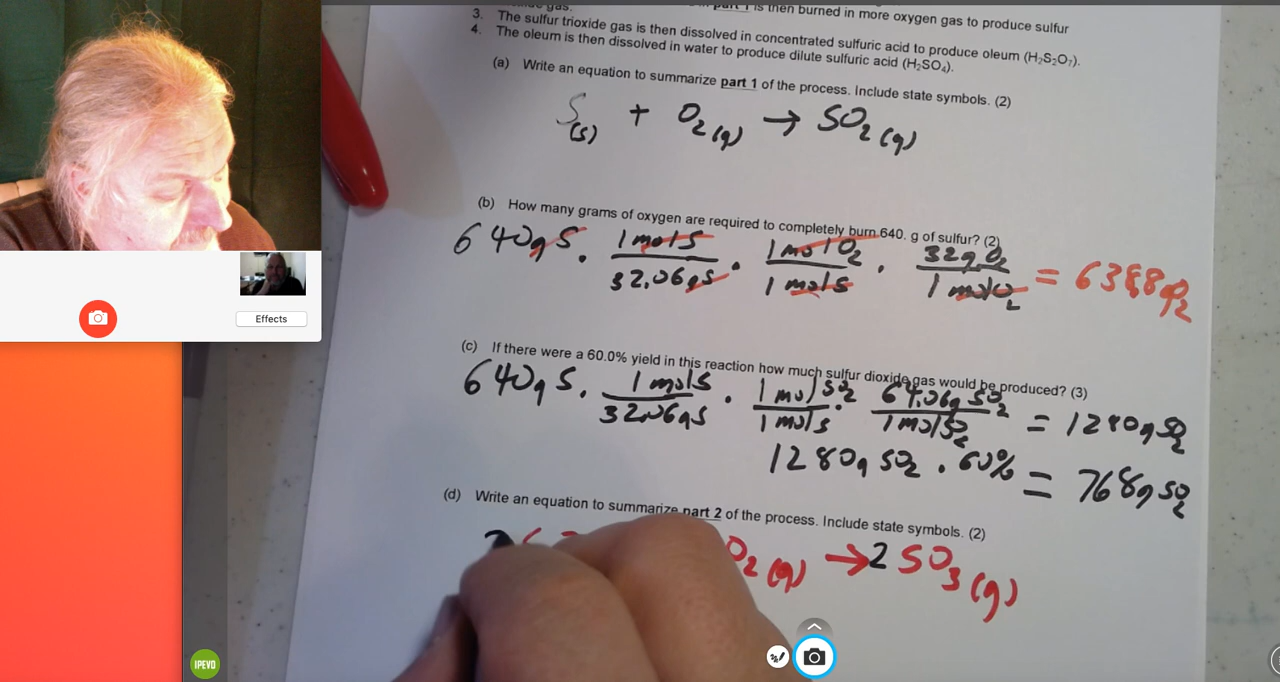 is then burned in more oxygen gas to produce sulfur
3. The sulfur trioxide gas is then dissolved in concentrated sulfuric acid to produce oleum (H₂S₂O₇).
4. The oleum is then dissolved in water to produce dilute sulfuric acid (H₂SO₄).
(a) Write an equation to summarize part 1 of the process. Include state symbols. (2)
S(s) + O₂(g) → SO₂(g)
(b) How many grams of oxygen are required to completely burn 640. g of sulfur? (2)
640g S · 1 mol S / 32.06g S · 1 mol O₂ / 1 mol S · 32g O₂ / 1 mol O₂ = 638.8g O₂
(c) If there were a 60.0% yield in this reaction how much sulfur dioxide gas would be produced? (3)
640g S · 1 mol S / 32.06g S · 1 mol SO₂ / 1 mol S · 64.06g SO₂ / 1 mol SO₂ = 1280g SO₂
1280g SO₂ · 60% = 768g SO₂
(d) Write an equation to summarize part 2 of the process. Include state symbols. (2)
O₂(g) → 2 SO₃(g)
Effects
IPEVO